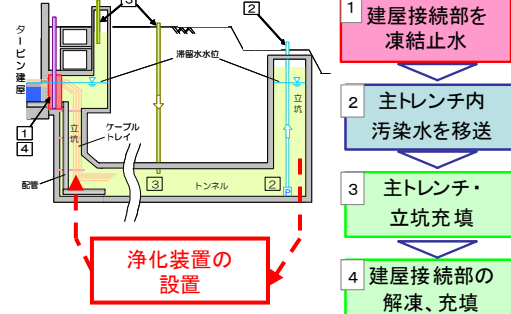 3
2
タービン建屋
滞留水水位
立坑
立坑
ケーブル
トレイ
1
4
配管
3
トンネル
2
P
浄化装置の
設置
1
建屋接続部を
凍結止水
2
主トレンチ内
汚染水を移送
3
主トレンチ・
立坑充填
4
建屋接続部の
解凍、充填